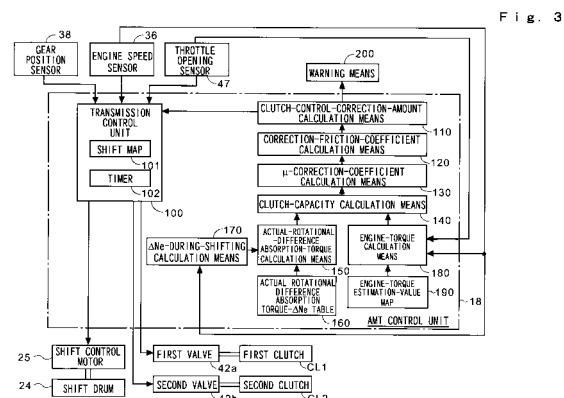 Fig. 3
38
36
200
GEAR
POSITION
SENSOR
ENGINE SPEED
SENSOR
THROTTLE
OPENING
SENSOR
47
WARNING MEANS
TRANSMISSION
CONTROL
UNIT
SHIFT MAP
101
TIMER
102
100
CLUTCH-CONTROL-CORRECTION-AMOUNT
CALCULATION MEANS
110
CORRECTION-FRICTION-COEFFICIENT
CALCULATION MEANS
120
μ-CORRECTION-COEFFICIENT
CALCULATION MEANS
130
CLUTCH-CAPACITY CALCULATION MEANS
140
170
ΔNe-DURING-SHIFTING
CALCULATION MEANS
ACTUAL-ROTATIONAL
-DIFFERENCE
ABSORPTION-TORQUE
CALCULATION MEANS
150
ENGINE-TORQUE
CALCULATION
MEANS
180
ACTUAL ROTATIONAL
DIFFERENCE
ABSORPTION
TORQUE-ΔNe TABLE
160
ENGINE-TORQUE
ESTIMATION-VALUE
MAP
190
18
AMT CONTROL UNIT
25
SHIFT CONTROL
MOTOR
24
SHIFT DRUM
FIRST VALVE
42a
FIRST CLUTCH
CL1
SECOND VALVE
42b
SECOND CLUTCH
CL2